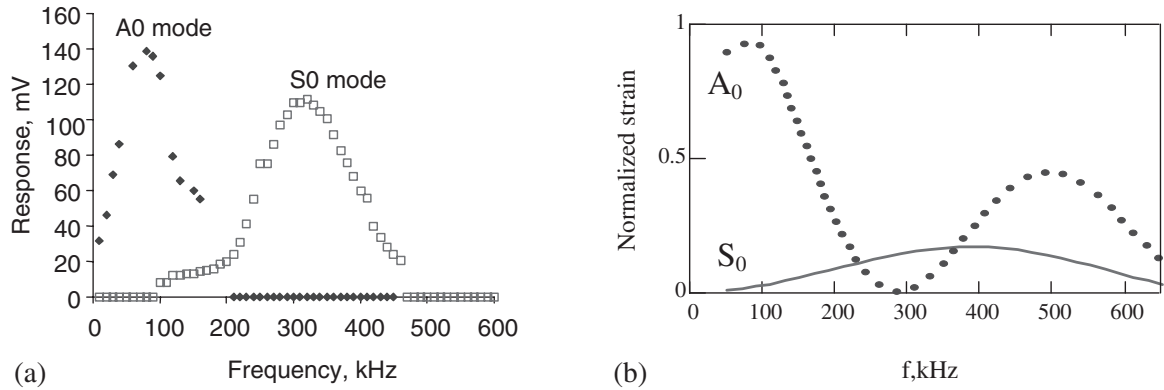 160
140
120
100
80
60
40
20
0
Response, mV
A0 mode
S0 mode
0 100 200 300 400 500 600
Frequency, kHz
(a)
1
0.5
0
Normalized strain
A0
S0
0 100 200 300 400 500 600
f,kHz
(b)